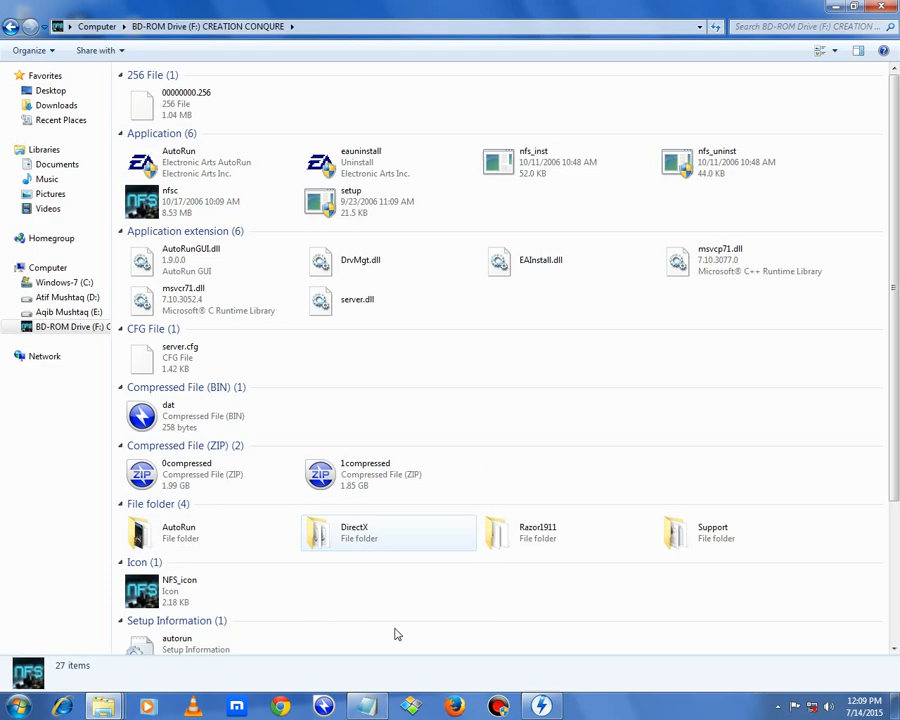 Computer ▸ BD-ROM Drive (F:) CREATION CONQURE ▸
Search BD-ROM Drive (F:) CREATION ...
Organize ▾ Share with ▾
Favorites
Desktop
Downloads
Recent Places
Libraries
Documents
Music
Pictures
Videos
Homegroup
Computer
Windows-7 (C:)
Atif Mushtaq (D:)
Aqib Mushtaq (E:)
BD-ROM Drive (F:) C
Network
256 File (1)
00000000.256
256 File
1.04 MB
Application (6)
AutoRun
Electronic Arts AutoRun
Electronic Arts Inc.
eauninstall
Uninstall
Electronic Arts Inc.
nfs_inst
10/11/2006 10:48 AM
52.0 KB
nfs_uninst
10/11/2006 10:48 AM
44.0 KB
NFS
nfsc
10/17/2006 10:09 AM
8.53 MB
setup
9/23/2006 11:09 AM
21.5 KB
Application extension (6)
AutoRunGUI.dll
1.9.0.0
AutoRun GUI
DrvMgt.dll
EAInstall.dll
msvcp71.dll
7.10.3077.0
Microsoft® C++ Runtime Library
msvcr71.dll
7.10.3052.4
Microsoft® C Runtime Library
server.dll
CFG File (1)
server.cfg
CFG File
1.42 KB
Compressed File (BIN) (1)
dat
Compressed File (BIN)
258 bytes
Compressed File (ZIP) (2)
ZIP
0compressed
Compressed File (ZIP)
1.99 GB
ZIP
1compressed
Compressed File (ZIP)
1.85 GB
File folder (4)
AutoRun
File folder
DirectX
File folder
Razor1911
File folder
Support
File folder
Icon (1)
NFS
NFS_icon
Icon
2.18 KB
Setup Information (1)
autorun
Setup Information
NFS
27 items
12:09 PM
7/14/2015